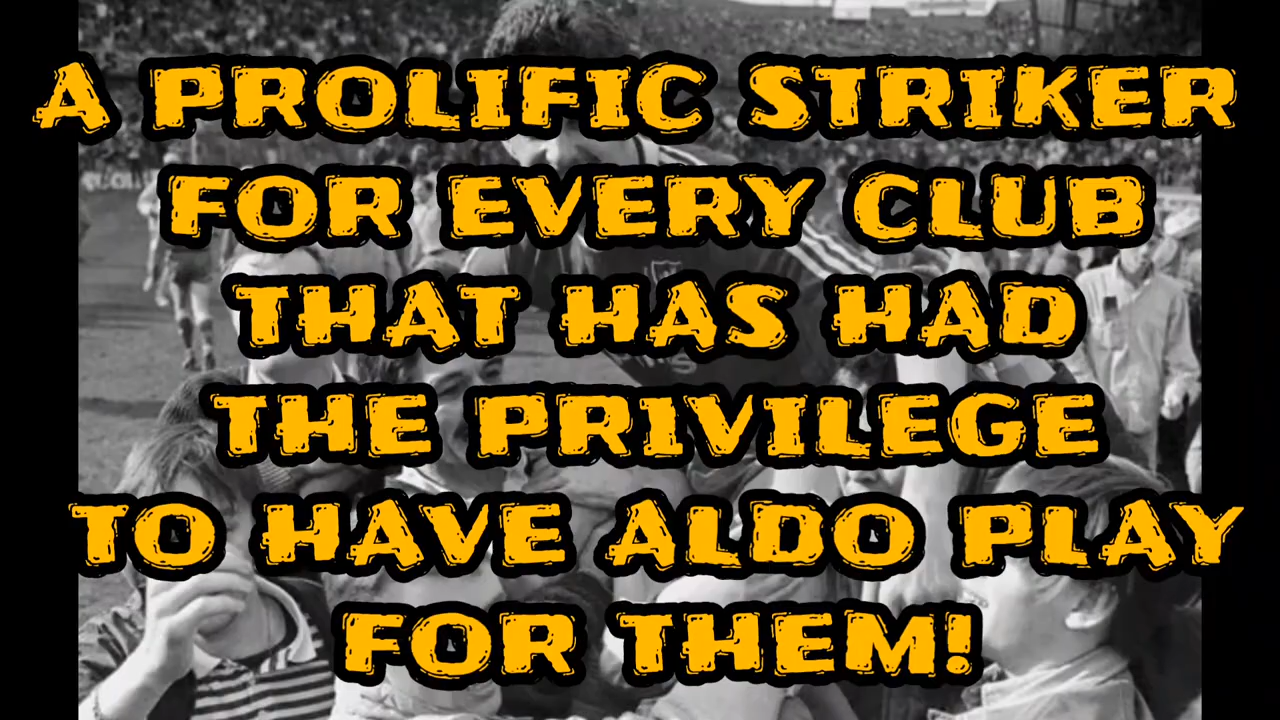 A PROLIFIC STRIKER
FOR EVERY CLUB
THAT HAS HAD
THE PRIVILEGE
TO HAVE ALDO PLAY
FOR THEM!